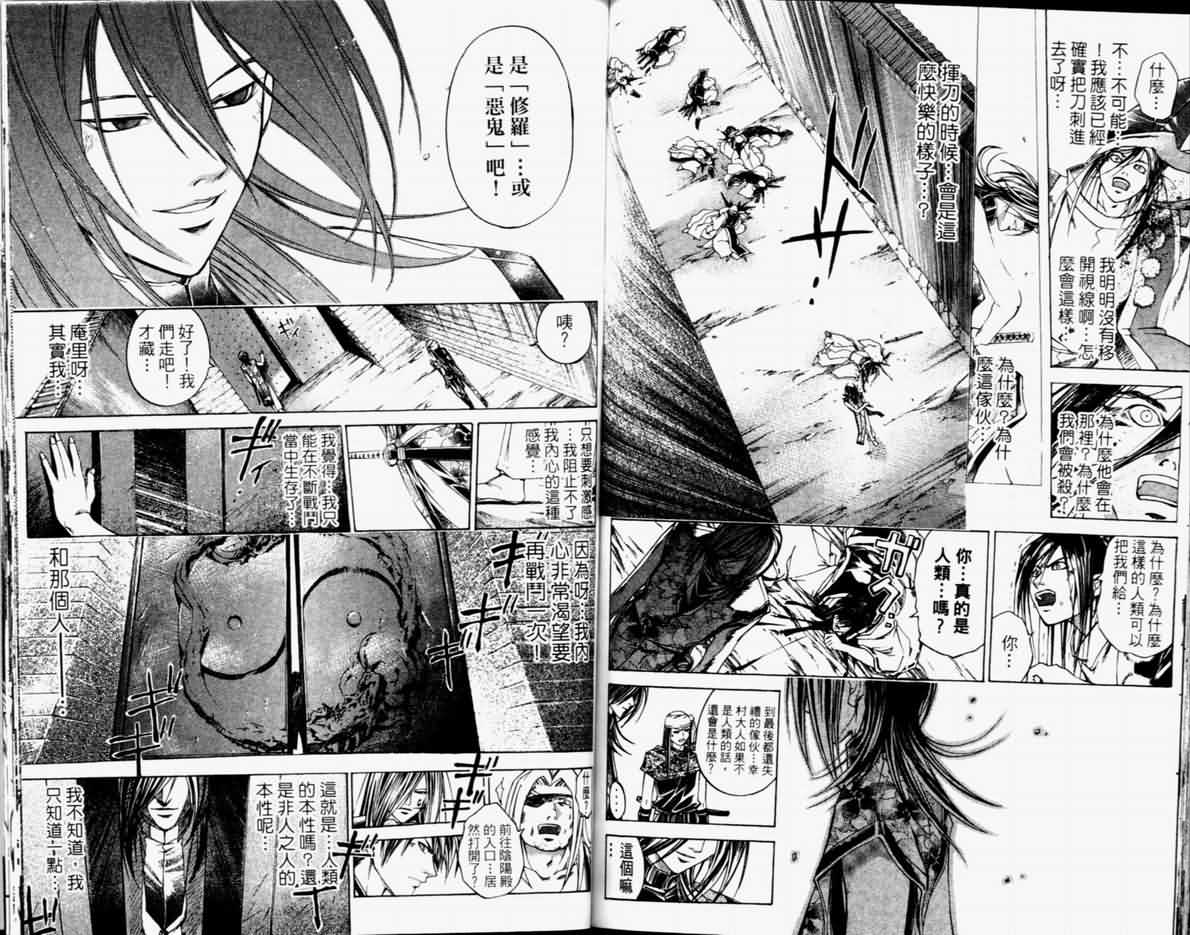 什麼…
不…不可能…
！我應該已經
確實把刀刺進
去了呀…
我明明沒有移
開視線啊…怎
麼會這樣
為什麼？為什
麼這傢伙…
為什麼他會在
那裡？為什麼
我們會被殺？
揮刀的時候…會是這
麼快樂的樣子…？
為什麼？為什麼
這樣的人類可以
把我們給…
你…
你…真的是
人類…嗎？
ガク
到最後都還失
禮的傢伙…幸
村大人如果不
是人類的話，
還會是什麼？
…
這個嘛
是「修羅」…或
是「惡鬼」吧！
咦？
ギィ
好了！我
們走吧！
才藏…
庵里呀…
其實我…
只想要刺激感
…我阻止不了
我內心的這種
感覺…
我覺得…我只
能在不斷戰鬥
當中生存了…
ギィ
因為呀…我內
心非常渴望要
再戰鬥一次！
和那個人——…
ギギギギギ
什麼？
前往陰陽殿
的入口…居
然打開了？
這就是…人類
的本性嗎？還
是非人之人的
本性呢…
我不知道，我
只知道一點…